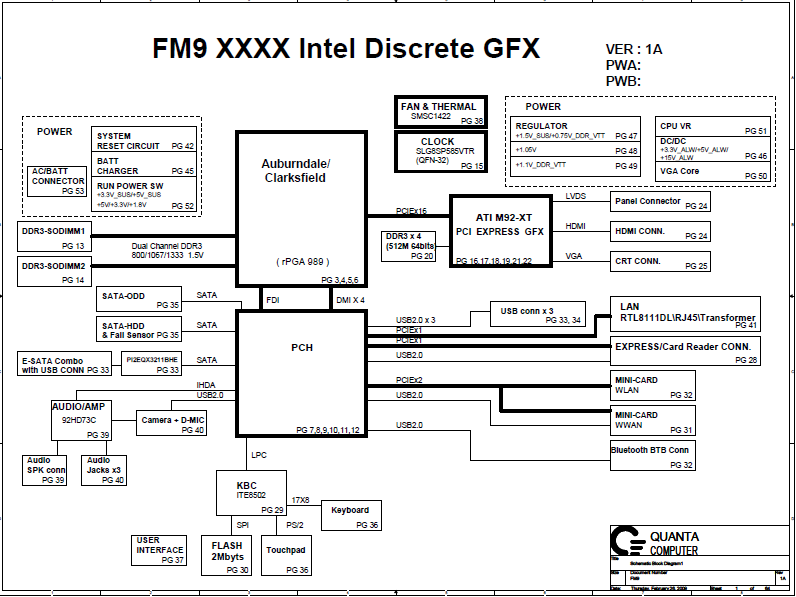 FM9 XXXX Intel Discrete GFX
VER : 1A
PWA:
PWB:
POWER
SYSTEM
RESET CIRCUIT PG 42
BATT
CHARGER PG 45
RUN POWER SW
+3.3V_SUS/+5V_SUS
+5V/+3.3V/+1.8V PG 52
AC/BATT
CONNECTOR
PG 53
FAN & THERMAL
SMSC1422
PG 38
CLOCK
SLG8SP585VTR
(QFN-32)
PG 15
POWER
REGULATOR
+1.5V_SUS/+0.75V_DDR_VTT PG 47
+1.05V PG 48
+1.1V_DDR_VTT PG 49
CPU VR
PG 51
DC/DC
+3.3V_ALW/+5V_ALW/
+15V_ALW PG 46
VGA Core
PG 50
Auburndale/
Clarksfield
( rPGA 989 )
PG 3,4,5,6
DDR3-SODIMM1
PG 13
DDR3-SODIMM2
PG 14
Dual Channel DDR3
800/1067/1333 1.5V
PCIEx16
ATI M92-XT
PCI EXPRESS GFX
PG 16,17,18,19,21,22
DDR3 x 4
(512M 64bits)
PG 20
LVDS
Panel Connector
PG 24
HDMI
HDMI CONN.
PG 24
VGA
CRT CONN.
PG 25
FDI
DMI X 4
SATA-ODD
PG 35
SATA
SATA-HDD
& Fall Sensor PG 35
SATA
E-SATA Combo
with USB CONN PG 33
PI2EQX3211BHE
PG 33
SATA
IHDA
USB2.0
AUDIO/AMP
92HD73C
PG 39
Camera + D-MIC
PG 40
Audio
SPK conn
PG 39
Audio
Jacks x3
PG 40
PCH
PG 7,8,9,10,11,12
USB2.0 x 3
USB conn x 3
PG 33, 34
PCIEx1
LAN
RTL8111DL\RJ45\Transformer
PG 41
PCIEx1
USB2.0
EXPRESS/Card Reader CONN.
PG 28
PCIEx2
MINI-CARD
WLAN
PG 32
USB2.0
MINI-CARD
WWAN
PG 31
USB2.0
Bluetooth BTB Conn
PG 32
LPC
KBC
ITE8502
PG 29
17X8
Keyboard
PG 36
SPI
PS/2
USER
INTERFACE
PG 37
FLASH
2Mbyts
PG 30
Touchpad
PG 36
QUANTA
COMPUTER
Title
Schematic Block Diagram1
Size Document Number Rev
FM9 1A
Date: Thursday, February 26, 2009 Sheet 1 of